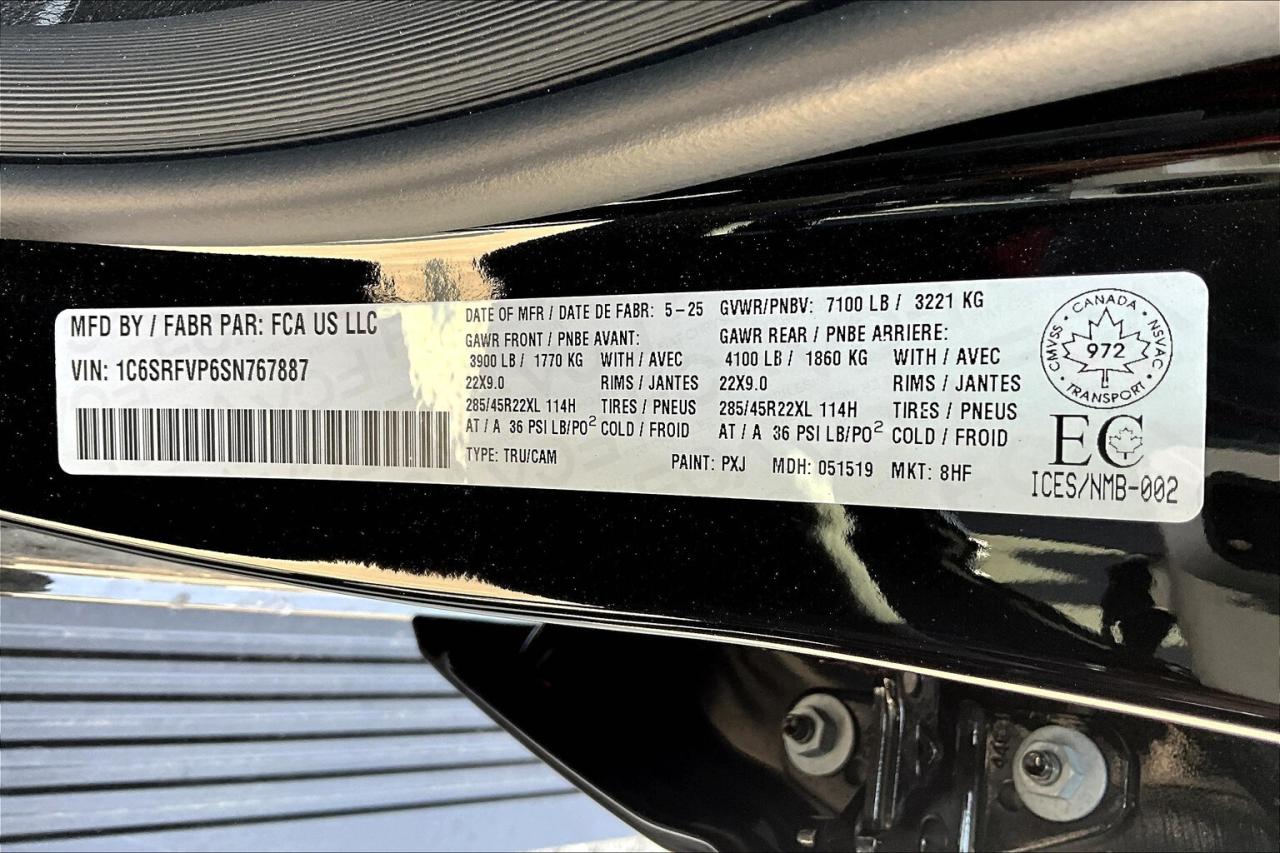 MFD BY / FABR PAR: FCA US LLC
VIN: 1C6SRFVP6SN767887
DATE OF MFR / DATE DE FABR: 5-25 GVWR/PNBV: 7100 LB / 3221 KG
GAWR FRONT / PNBE AVANT: GAWR REAR / PNBE ARRIERE:
3900 LB / 1770 KG WITH / AVEC 4100 LB / 1860 KG WITH / AVEC
22X9.0 RIMS / JANTES 22X9.0 RIMS / JANTES
285/45R22XL 114H TIRES / PNEUS 285/45R22XL 114H TIRES / PNEUS
AT / A 36 PSI LB/PO² COLD / FROID AT / A 36 PSI LB/PO² COLD / FROID
TYPE: TRU/CAM PAINT: PXJ MDH: 051519 MKT: 8HF
CANADA
CMVSS 972 NSVAC
TRANSPORT
EC
ICES/NMB-002